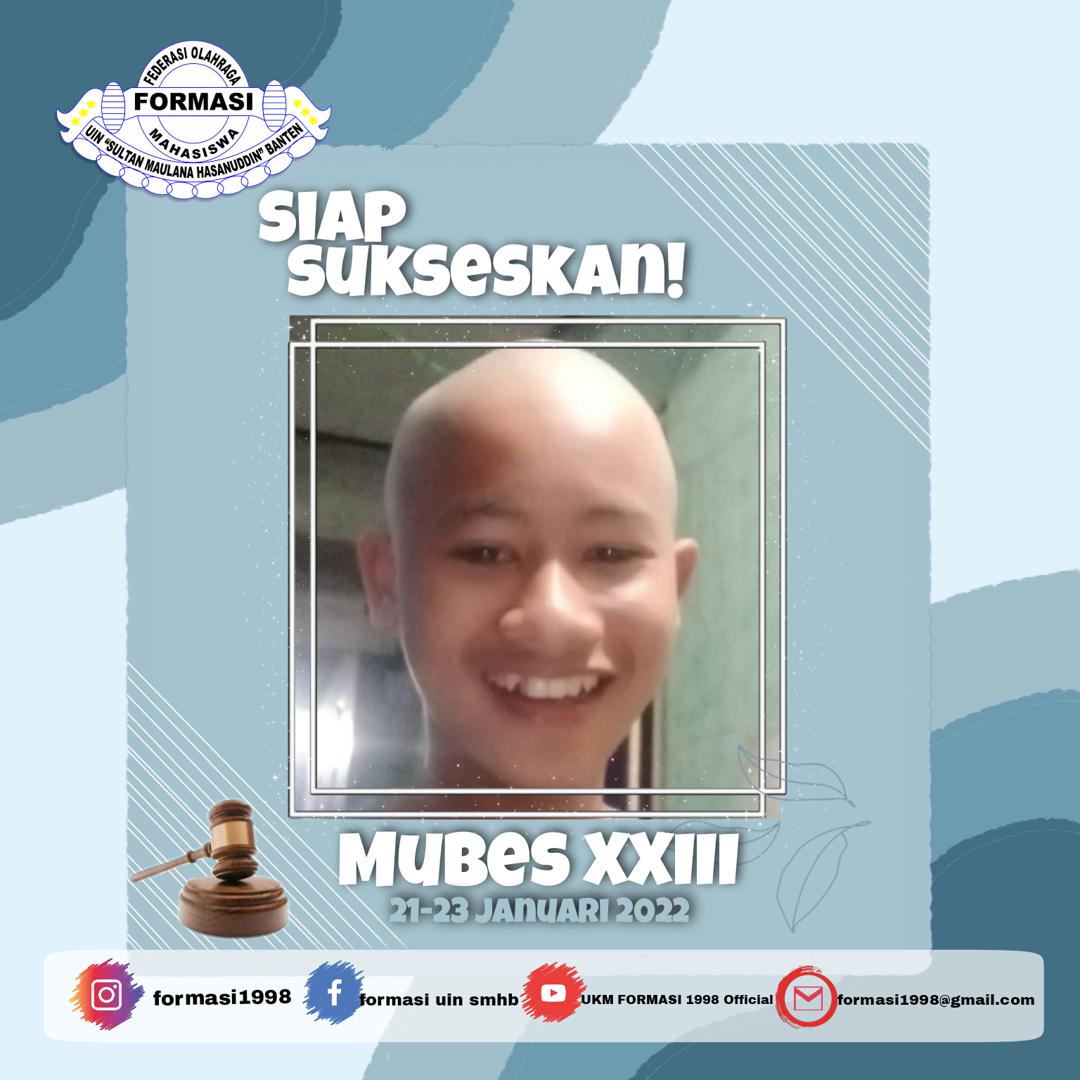 FEDERASI OLAHRAGA
FORMASI
MAHASISWA
UIN "SULTAN MAULANA HASANUDDIN" BANTEN
SIAP
SUKSESKAN!
MUBES XXIII
21-23 JANUARI 2022
formasi1998
formasi uin smhb
UKM FORMASI 1998 Official
formasi1998@gmail.com